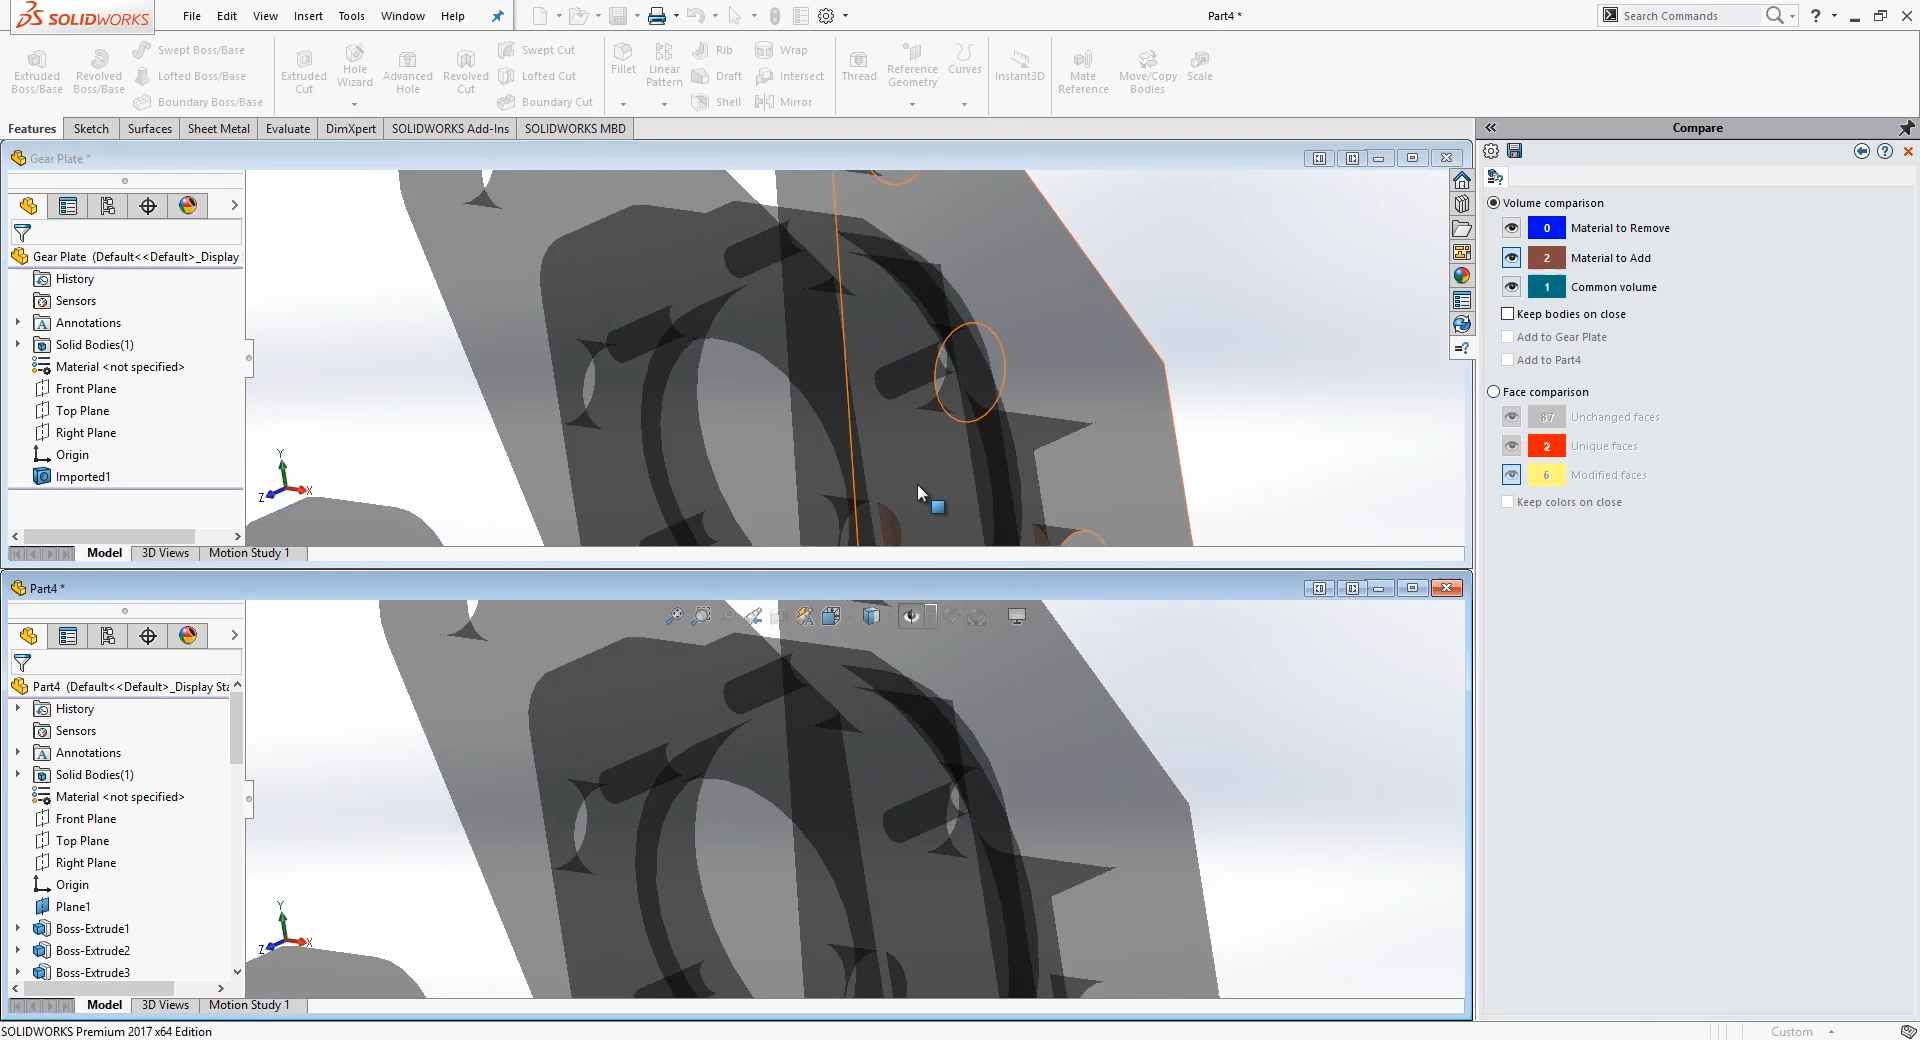 SOLIDWORKS
File Edit View Insert Tools Window Help
Part4 *
Search Commands
?
Extruded Boss/Base
Revolved Boss/Base
Swept Boss/Base
Lofted Boss/Base
Boundary Boss/Base
Extruded Cut
Hole Wizard
Advanced Hole
Revolved Cut
Swept Cut
Lofted Cut
Boundary Cut
Fillet
Linear Pattern
Rib
Draft
Shell
Wrap
Intersect
Mirror
Thread
Reference Geometry
Curves
Instant3D
Mate Reference
Move/Copy Bodies
Scale
Features Sketch Surfaces Sheet Metal Evaluate DimXpert SOLIDWORKS Add-Ins SOLIDWORKS MBD
Gear Plate *
Gear Plate (Default<<Default>_Display
History
Sensors
Annotations
Solid Bodies(1)
Material <not specified>
Front Plane
Top Plane
Right Plane
Origin
Imported1
Y
Z X
Model 3D Views Motion Study 1
Part4 *
Part4 (Default<<Default>_Display Sta
History
Sensors
Annotations
Solid Bodies(1)
Material <not specified>
Front Plane
Top Plane
Right Plane
Origin
Plane1
Boss-Extrude1
Boss-Extrude2
Boss-Extrude3
Y
Z X
Model 3D Views Motion Study 1
Compare
Volume comparison
0 Material to Remove
2 Material to Add
1 Common volume
Keep bodies on close
Add to Gear Plate
Add to Part4
Face comparison
87 Unchanged faces
2 Unique faces
6 Modified faces
Keep colors on close
SOLIDWORKS Premium 2017 x64 Edition
Custom